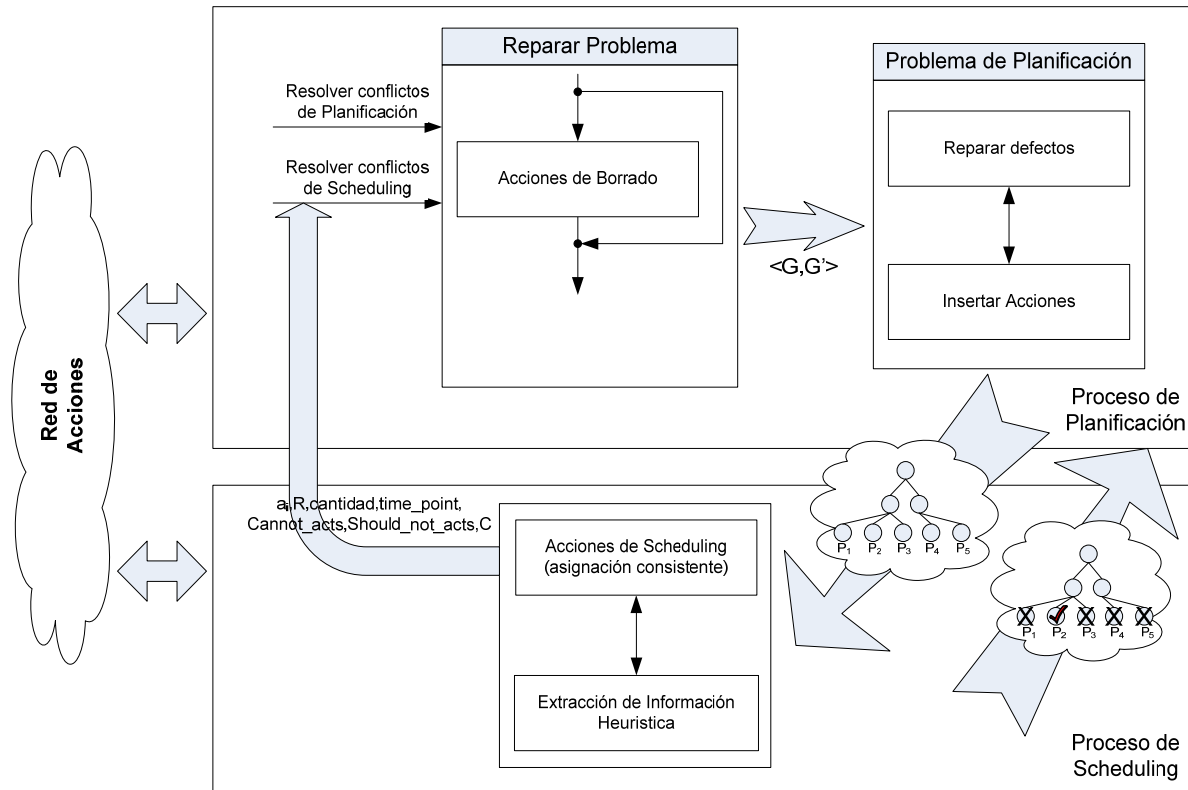 Reparar Problema
Problema de Planificación
Resolver conflictos
de Planificación
Resolver conflictos
de Scheduling
Acciones de Borrado
Reparar defectos
<G,G'>
Insertar Acciones
Red de
Acciones
Proceso de
Planificación
a_i,R,cantidad,time_point,
Cannot_acts,Should_not_acts,C
P1 P2 P3 P4 P5
Acciones de Scheduling
(asignación consistente)
P1 P2 P3 P4 P5
Extracción de Información
Heuristica
Proceso de
Scheduling